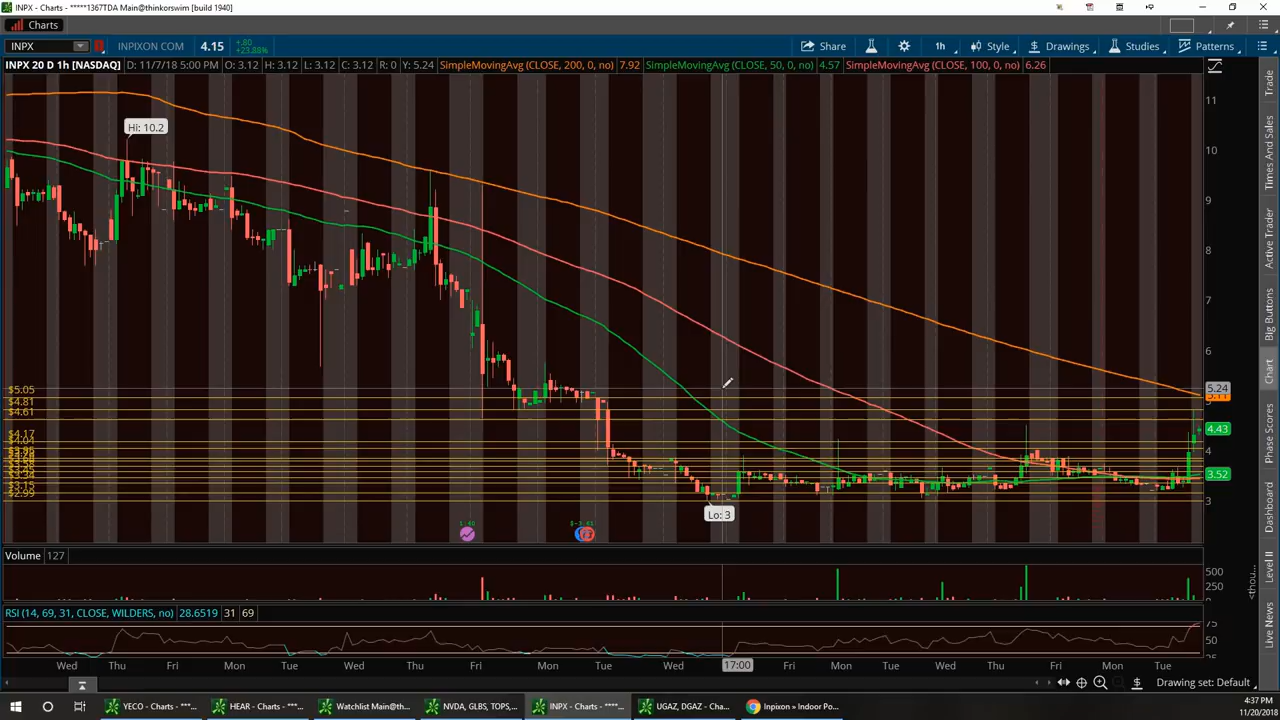 INPX - Charts - *****1367TDA Main@thinkorswim [build 1940]
Charts
INPX INPIXON COM 4.15 +.80 +23.88% Share 1h Style Drawings Studies Patterns
INPX 20 D 1h [NASDAQ] D: 11/7/18 5:00 PM O: 3.12 H: 3.12 L: 3.12 C: 3.12 R: 0 Y: 5.24 SimpleMovingAvg (CLOSE, 200, 0, no) 7.92 SimpleMovingAvg (CLOSE, 50, 0, no) 4.57 SimpleMovingAvg (CLOSE, 100, 0, no) 6.26
11
Hi: 10.2
10
9
8
7
6
5.24
$5.05
$4.81
$4.61
4.43
$4.17
4
3.52
$3.15
$2.99
3
Lo: 3
Volume 127
500
250
0
RSI (14, 69, 31, CLOSE, WILDERS, no) 28.6519 31 69
75
50
25
Wed Thu Fri Mon Tue Wed Thu Fri Mon Tue Wed 17:00 Fri Mon Tue Wed Thu Fri Mon Tue
Drawing set: Default
Trade
Times And Sales
Active Trader
Big Buttons
Chart
Phase Scores
Dashboard
Level II
Live News
YECO - Charts - *** ...
HEAR - Charts - *** ...
Watchlist Main@th...
NVDA, GLBS, TOPS, ...
INPX - Charts - ****...
UGAZ, DGAZ - Cha...
Inpixon » Indoor Po...
4:37 PM
11/20/2018